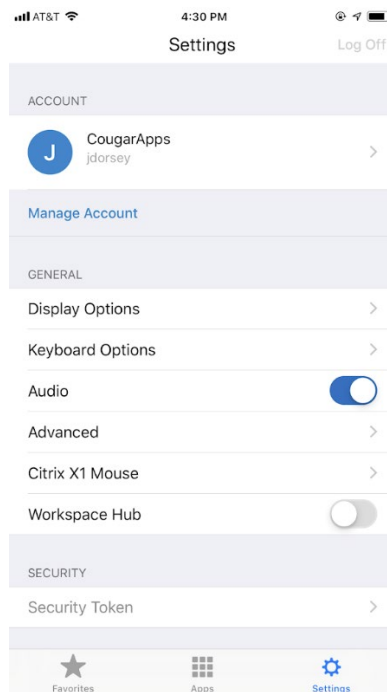 AT&T 4:30 PM
Settings Log Off
ACCOUNT
J CougarApps
jdorsey
Manage Account
GENERAL
Display Options
Keyboard Options
Audio
Advanced
Citrix X1 Mouse
Workspace Hub
SECURITY
Security Token
Favorites Apps Settings